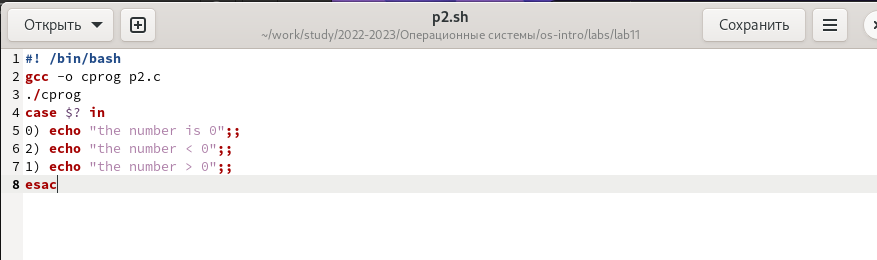 Открыть
p2.sh
~/work/study/2022-2023/Операционные системы/os-intro/labs/lab11
Сохранить
1 #! /bin/bash
2 gcc -o cprog p2.c
3 ./cprog
4 case $? in
5 0) echo "the number is 0";;
6 2) echo "the number < 0";;
7 1) echo "the number > 0";;
8 esac